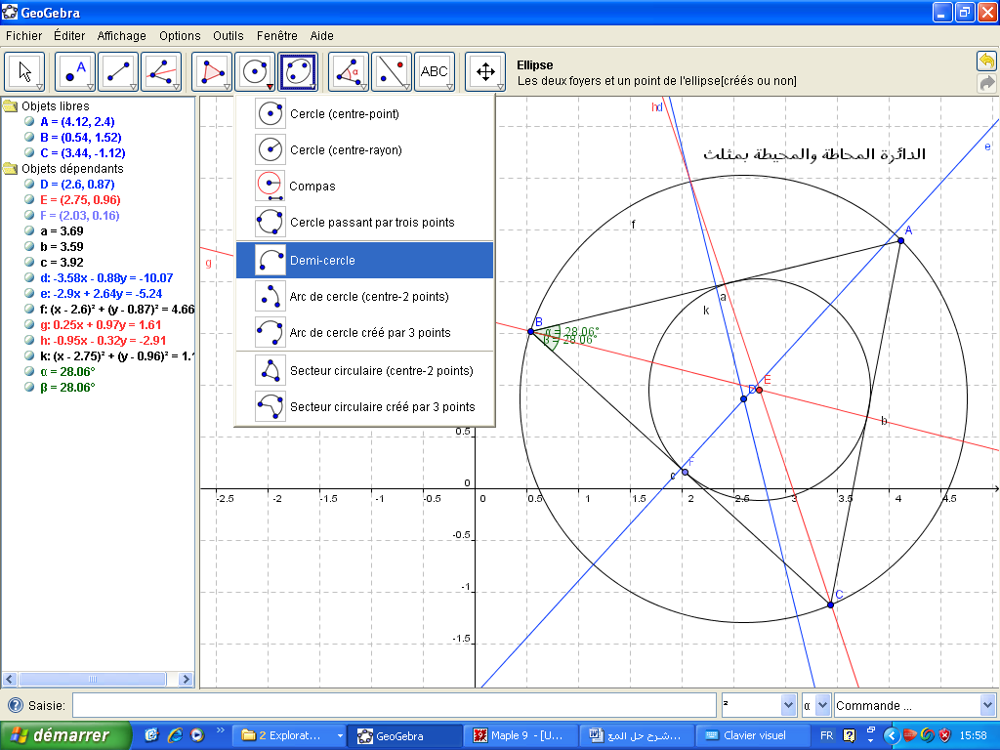 GeoGebra
Fichier Éditer Affichage Options Outils Fenêtre Aide
A
α
ABC
Ellipse
Les deux foyers et un point de l'ellipse[créés ou non]
Objets libres
A = (4.12, 2.4)
B = (0.54, 1.52)
C = (3.44, -1.12)
Objets dépendants
D = (2.6, 0.87)
E = (2.75, 0.96)
F = (2.03, 0.16)
a = 3.69
b = 3.59
c = 3.92
d: -3.58x - 0.88y = -10.07
e: -2.9x + 2.64y = -5.24
f: (x - 2.6)² + (y - 0.87)² = 4.66
g: 0.25x + 0.97y = 1.61
h: -0.95x - 0.32y = -2.91
k: (x - 2.75)² + (y - 0.96)² = 1.
α = 28.06°
β = 28.06°
Cercle (centre-point)
Cercle (centre-rayon)
Compas
Cercle passant par trois points
Demi-cercle
Arc de cercle (centre-2 points)
Arc de cercle créé par 3 points
Secteur circulaire (centre-2 points)
Secteur circulaire créé par 3 points
hd
e
الدائرة المحاطة والمحيطة بمثلث
f
A
g
a
k
B
α = 28.06°
β = 28.06°
E
D
b
F
c
C
0.5
0
-0.5
-1
-1.5
-2.5 -2 -1.5 -1 -0.5 0 0.5 1 1.5 2 2.5 3 3.5 4 4.5
Saisie:
²
α
Commande ...
démarrer
2 Explorat...
GeoGebra
Maple 9 - [U...
شرح حل المع...
Clavier visuel
FR
15:58